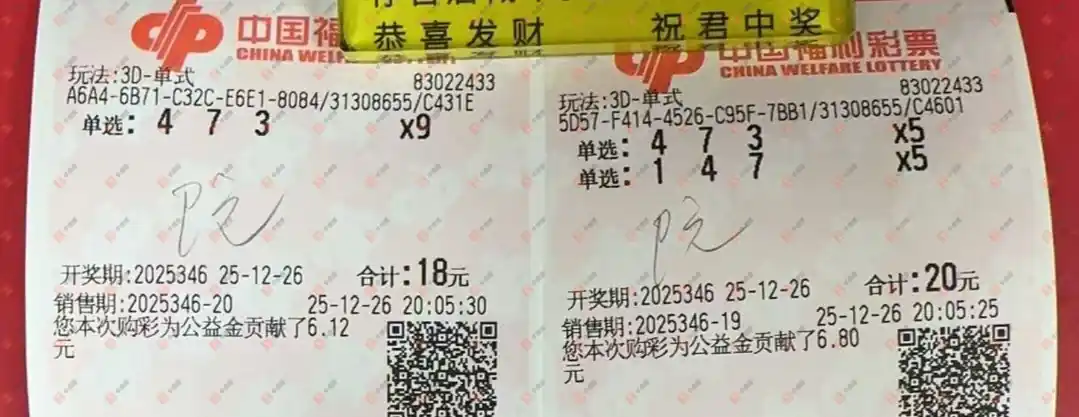 恭喜发财 祝君中奖
中国福
CHINA WELF
玩法:3D-单式 83022433
A6A4-6B71-C32C-E6E1-8084/31308655/C431E
单选: 4 7 3 x9
院
开奖期:2025346 25-12-26 合计:18元
销售期:2025346-20 25-12-26 20:05:30
您本次购彩为公益金贡献了6.12
元
中国福利彩票
CHINA WELFARE LOTTERY
83022433
玩法:3D-单式
5D57-F414-4526-C95F-7BB1/31308655/C4601
单选: 4 7 3 x5
单选: 1 4 7 x5
院
开奖期:2025346 25-12-26 合计:20元
销售期:2025346-19 25-12-26 20:05:25
您本次购彩为公益金贡献了6.80
元